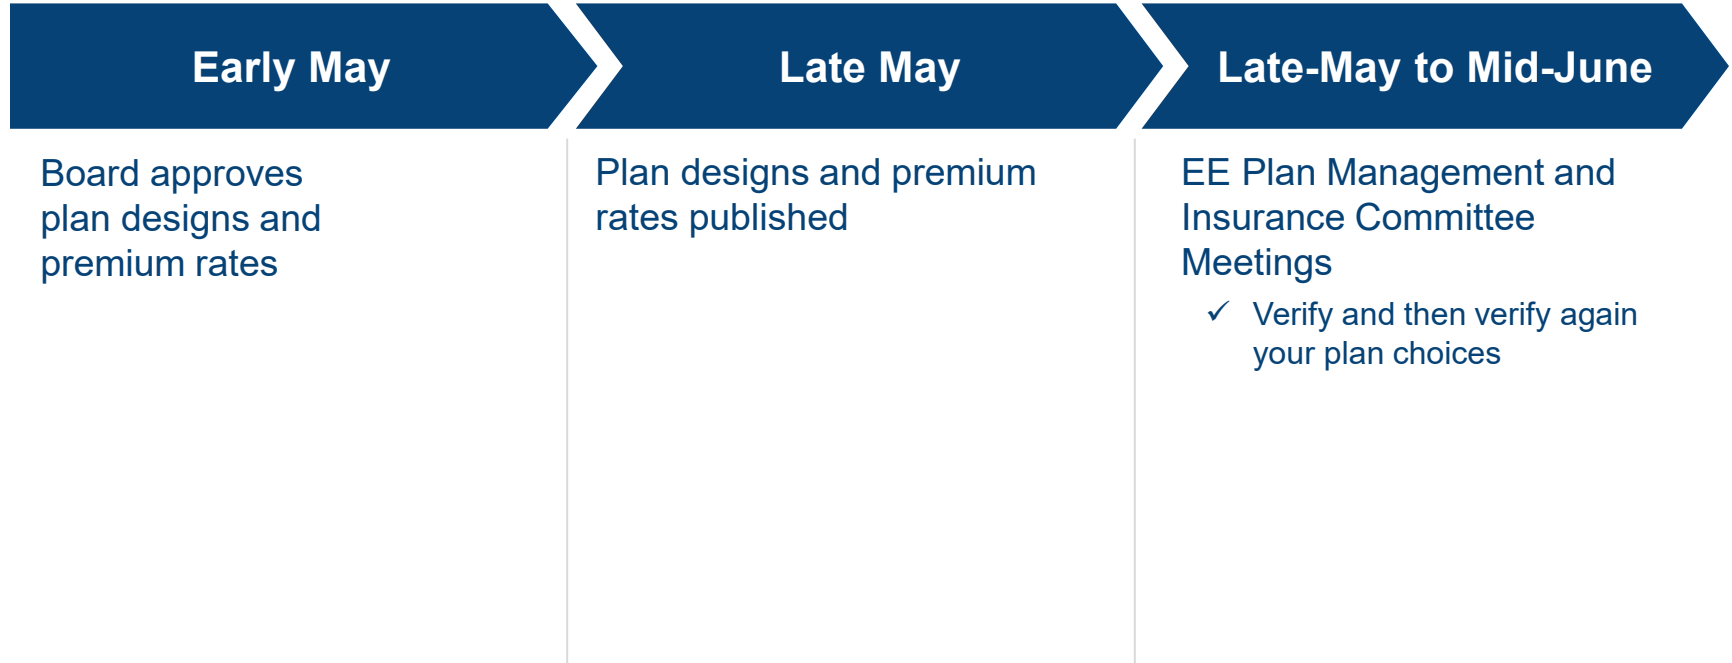 Early May
Late May
Late-May to Mid-June
Board approves
plan designs and
premium rates
Plan designs and premium
rates published
EE Plan Management and
Insurance Committee
Meetings
✓ Verify and then verify again
your plan choices